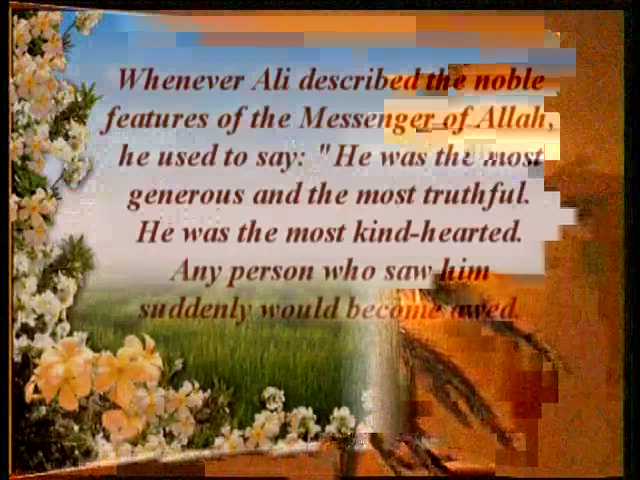 Whenever Ali described the noble
features of the Messenger of Allah,
he used to say: "He was the most
generous and the most truthful.
He was the most kind-hearted.
Any person who saw him
suddenly would become awed.